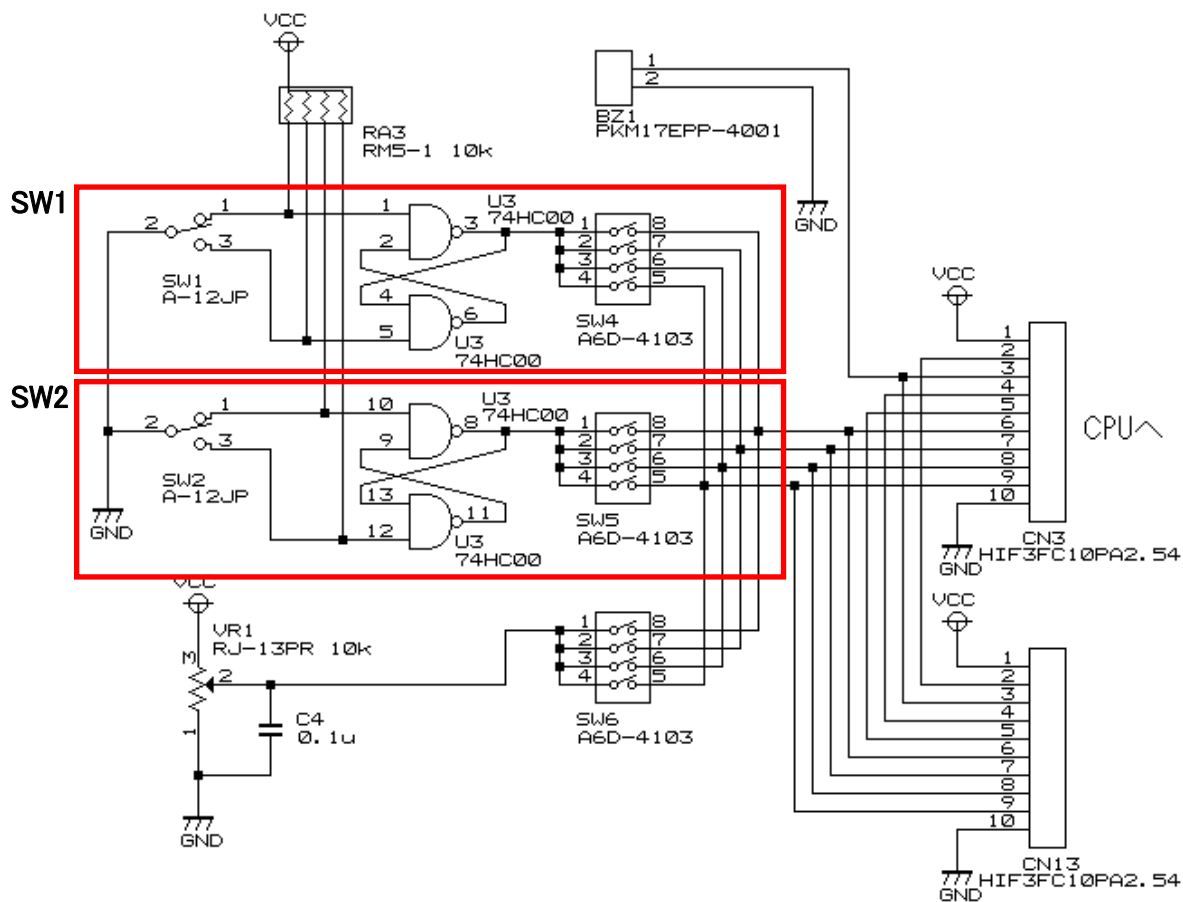 VCC
1
2
BZ1
PKM17EPP-4001
GND
RA3
RM5-1 10k
SW1
2
1
3
SW1
A-12JP
1
2
3
U3
74HC00
4
5
6
U3
74HC00
1 8
2 7
3 6
4 5
SW4
A6D-4103
SW2
2
1
3
SW2
A-12JP
GND
10
9
8
U3
74HC00
13
12
11
U3
74HC00
1 8
2 7
3 6
4 5
SW5
A6D-4103
VCC
1
2
3
4
5
6
7
8
9
10
CPUへ
CN3
HIF3FC10PA2.54
GND
VCC
VR1
RJ-13PR 10k
3
2
1
C4
0.1u
GND
1 8
2 7
3 6
4 5
SW6
A6D-4103
VCC
1
2
3
4
5
6
7
8
9
10
CN13
HIF3FC10PA2.54
GND